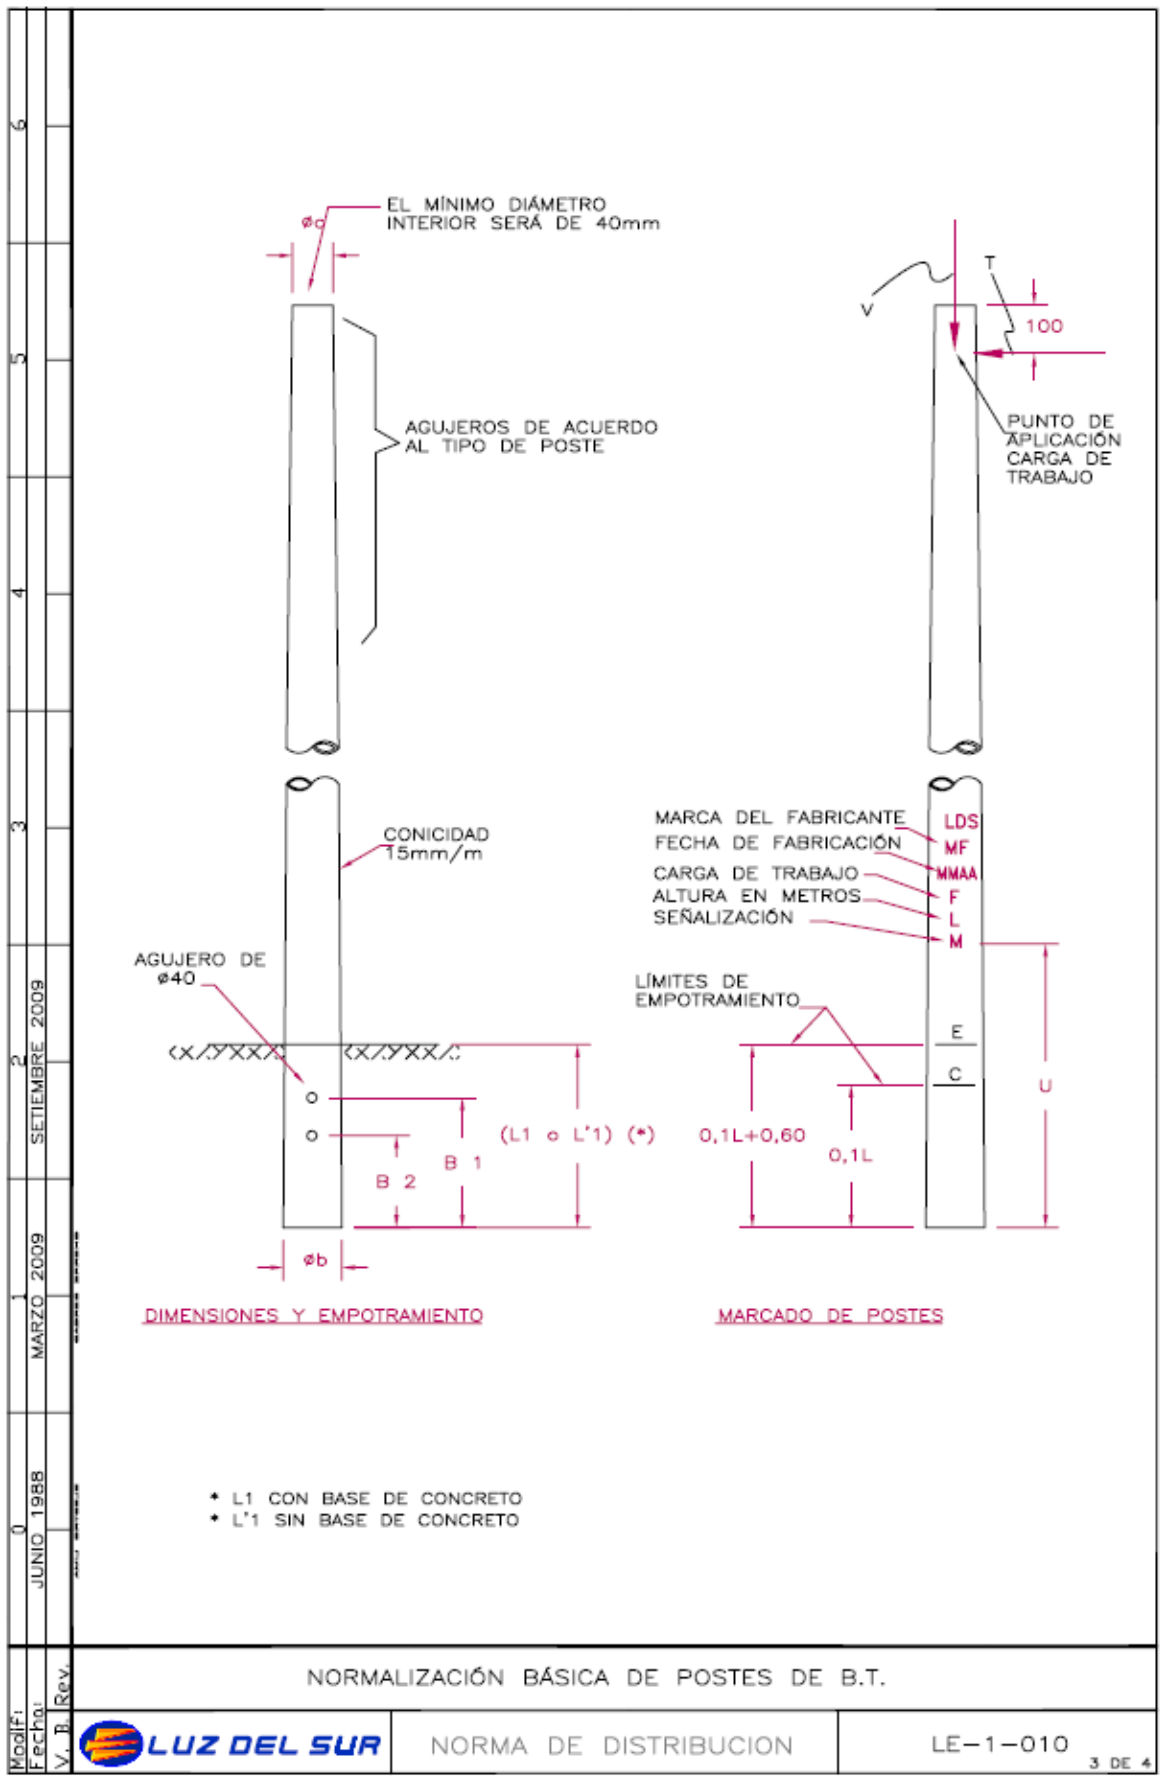 EL MÍNIMO DIÁMETRO
INTERIOR SERÁ DE 40mm
øa
AGUJEROS DE ACUERDO
AL TIPO DE POSTE
V
T
100
PUNTO DE
APLICACIÓN
CARGA DE
TRABAJO
CONICIDAD
15mm/m
AGUJERO DE
ø40
B 1
B 2
(L1 o L'1) (*)
øb
DIMENSIONES Y EMPOTRAMIENTO
MARCA DEL FABRICANTE
FECHA DE FABRICACIÓN
CARGA DE TRABAJO
ALTURA EN METROS
SEÑALIZACIÓN
LDS
MF
MMAA
F
L
M
LÍMITES DE
EMPOTRAMIENTO
E
C
U
0,1L+0,60
0,1L
MARCADO DE POSTES
* L1 CON BASE DE CONCRETO
* L'1 SIN BASE DE CONCRETO
6
5
4
3
2
SETIEMBRE 2009
1
MARZO 2009
0
JUNIO 1988
Modif:
Fecha:
V. B. Rev.
NORMALIZACIÓN BÁSICA DE POSTES DE B.T.
LUZ DEL SUR
NORMA DE DISTRIBUCION
LE-1-010
3 DE 4